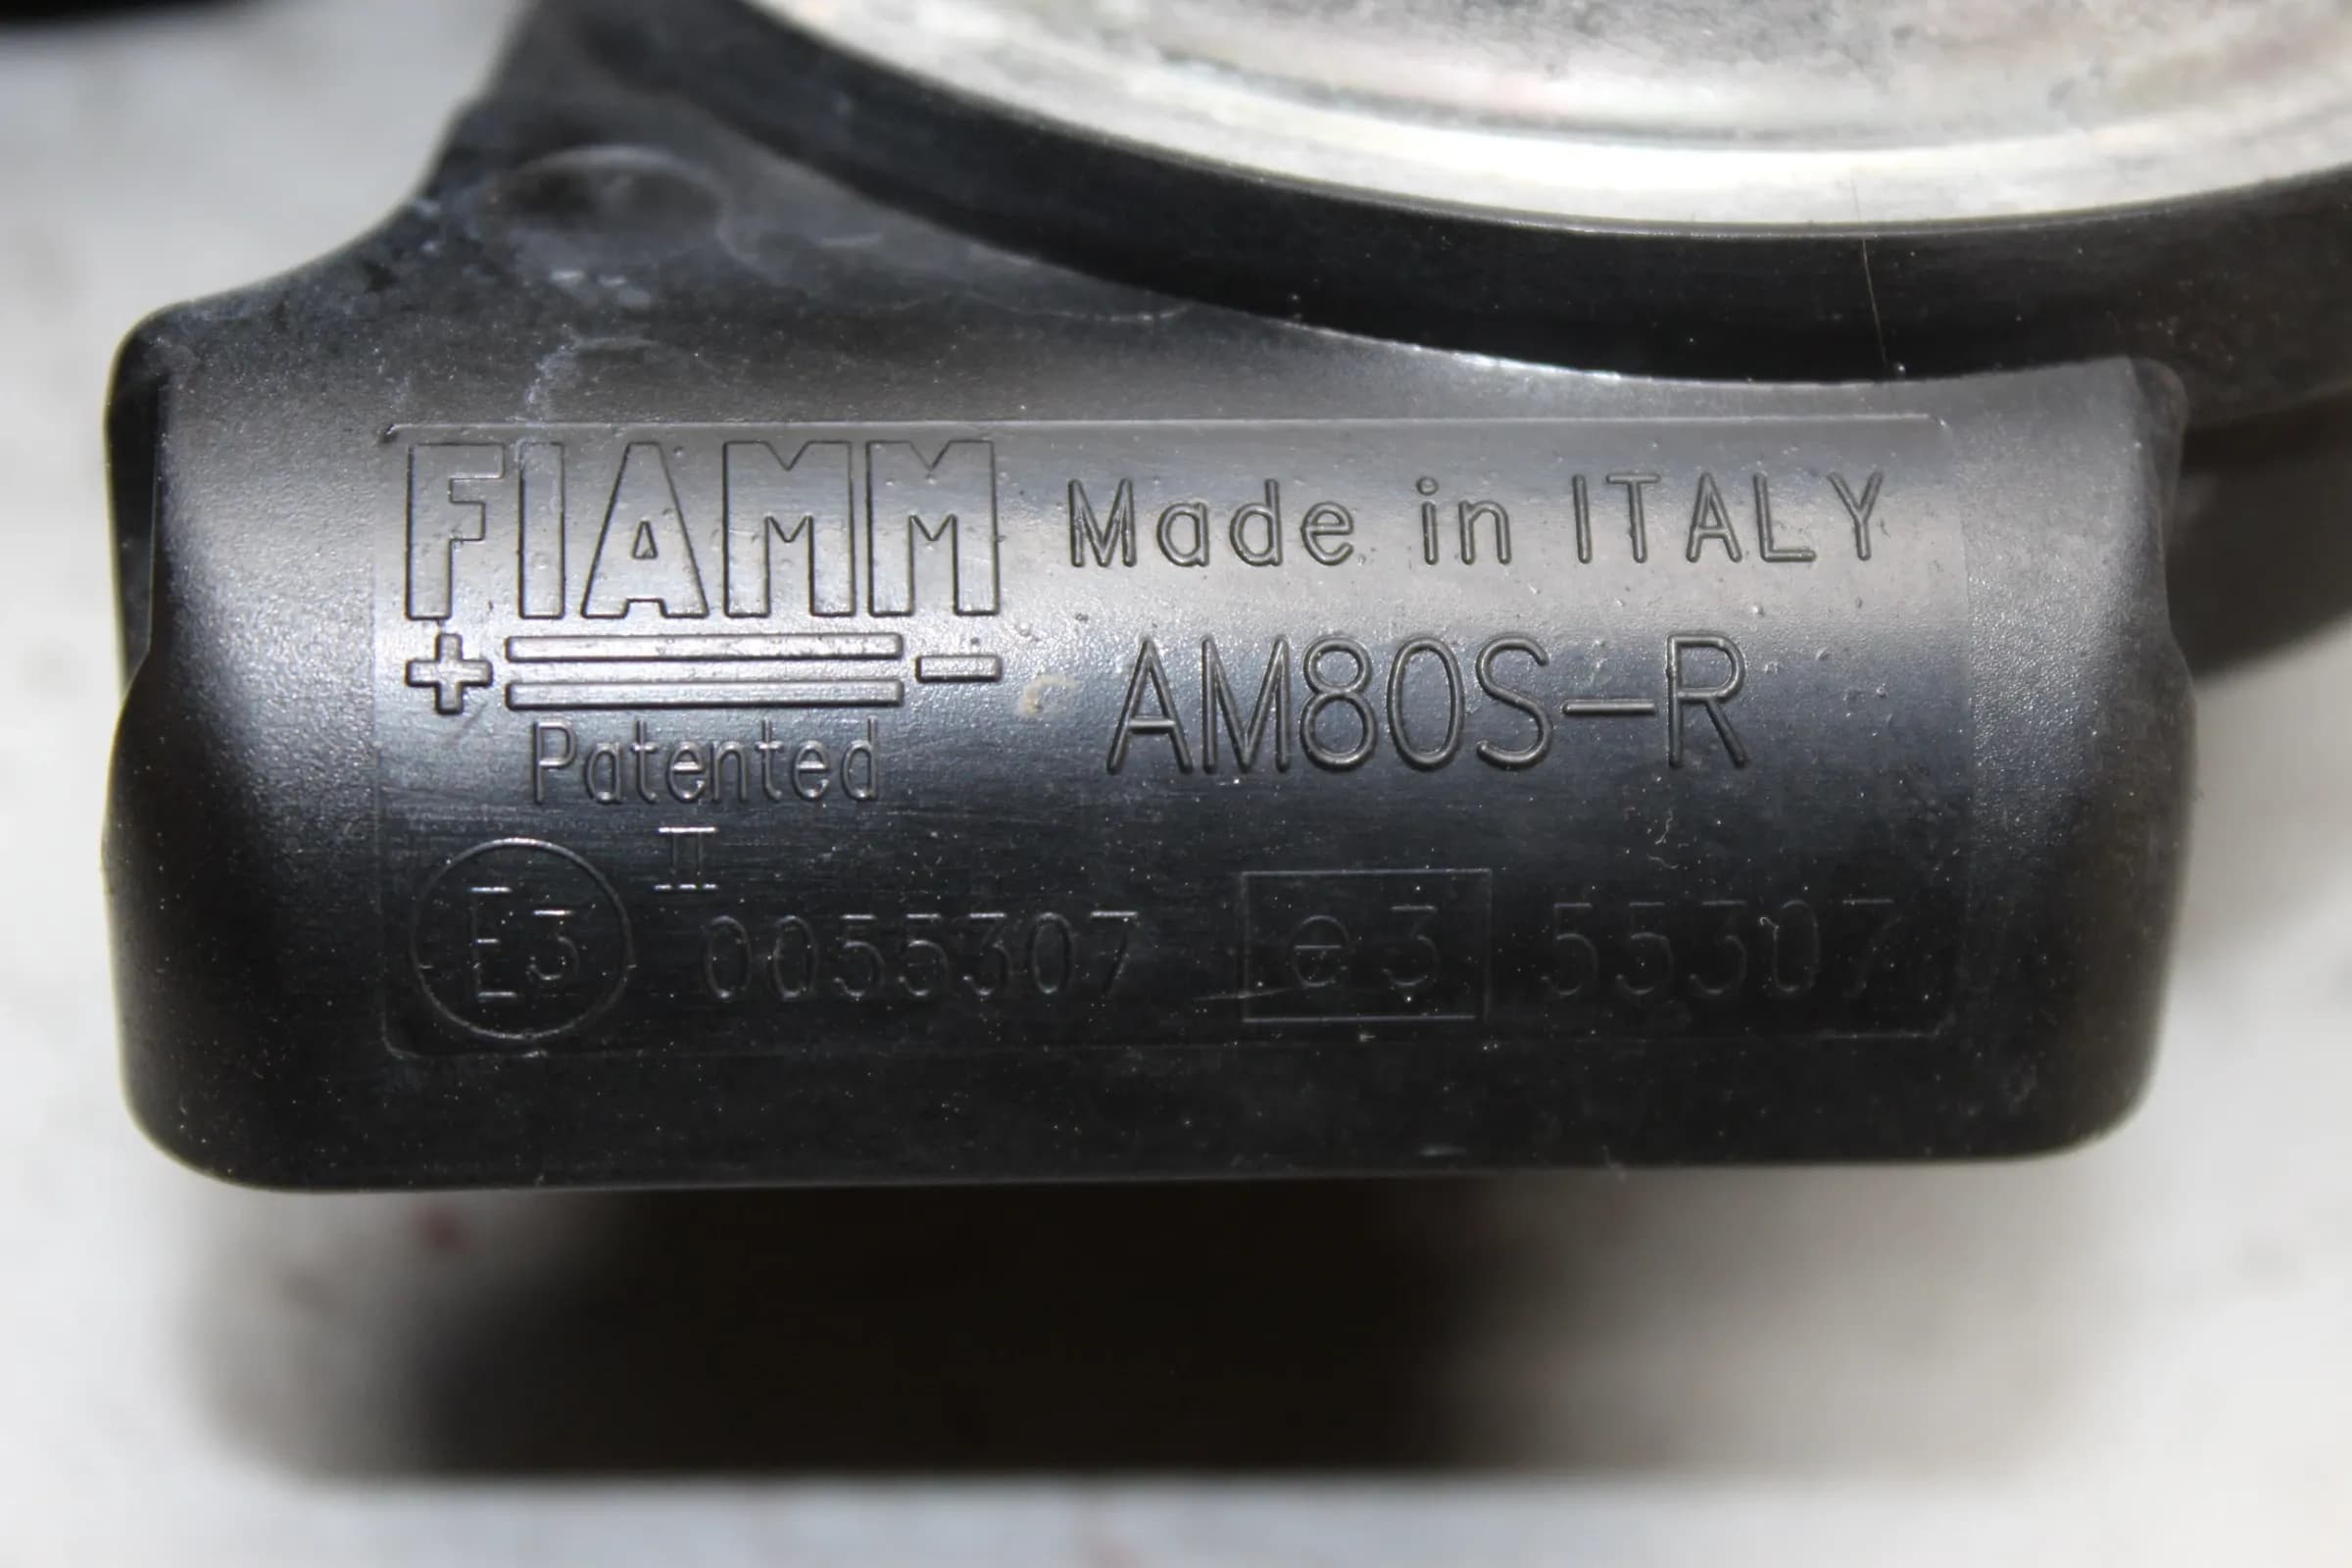 FIAMM Made in ITALY
+ - AM80S-R
Patented
II
E3 0055307 e3 55307